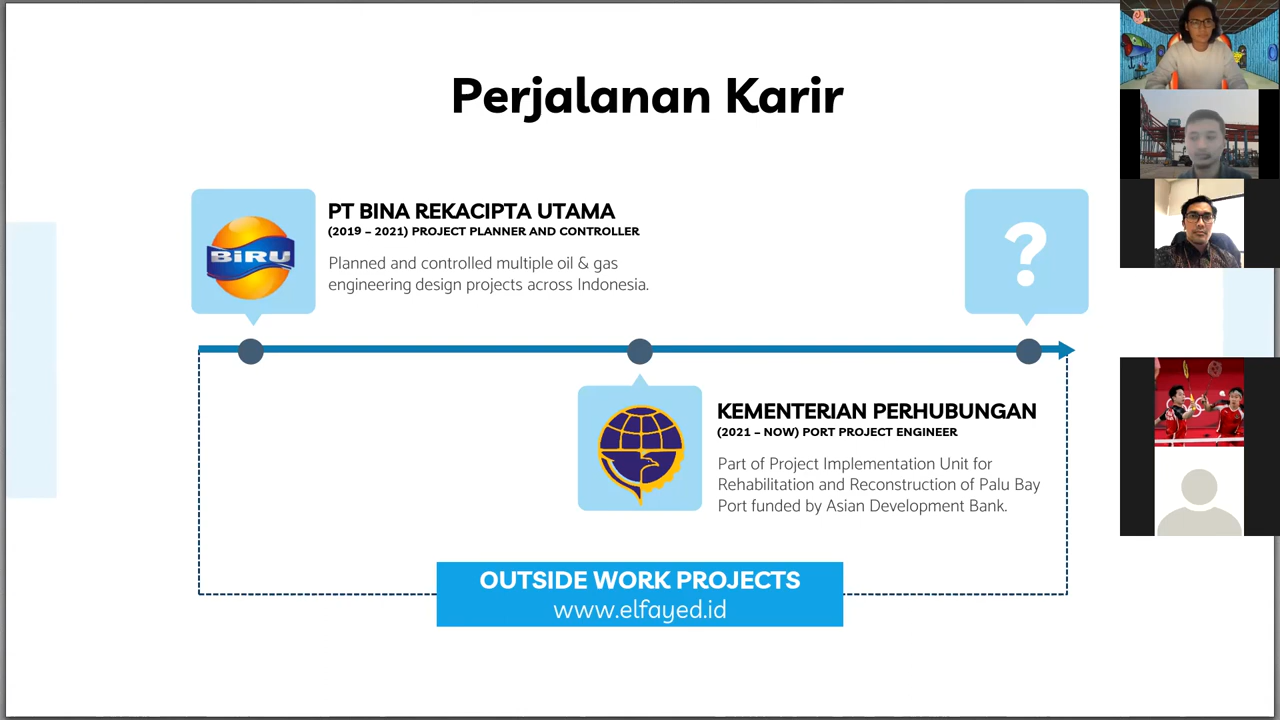 Perjalanan Karir
BiRU
PT BINA REKACIPTA UTAMA
(2019 – 2021) PROJECT PLANNER AND CONTROLLER
Planned and controlled multiple oil & gas
engineering design projects across Indonesia.
?
KEMENTERIAN PERHUBUNGAN
(2021 – NOW) PORT PROJECT ENGINEER
Part of Project Implementation Unit for
Rehabilitation and Reconstruction of Palu Bay
Port funded by Asian Development Bank.
OUTSIDE WORK PROJECTS
www.elfayed.id